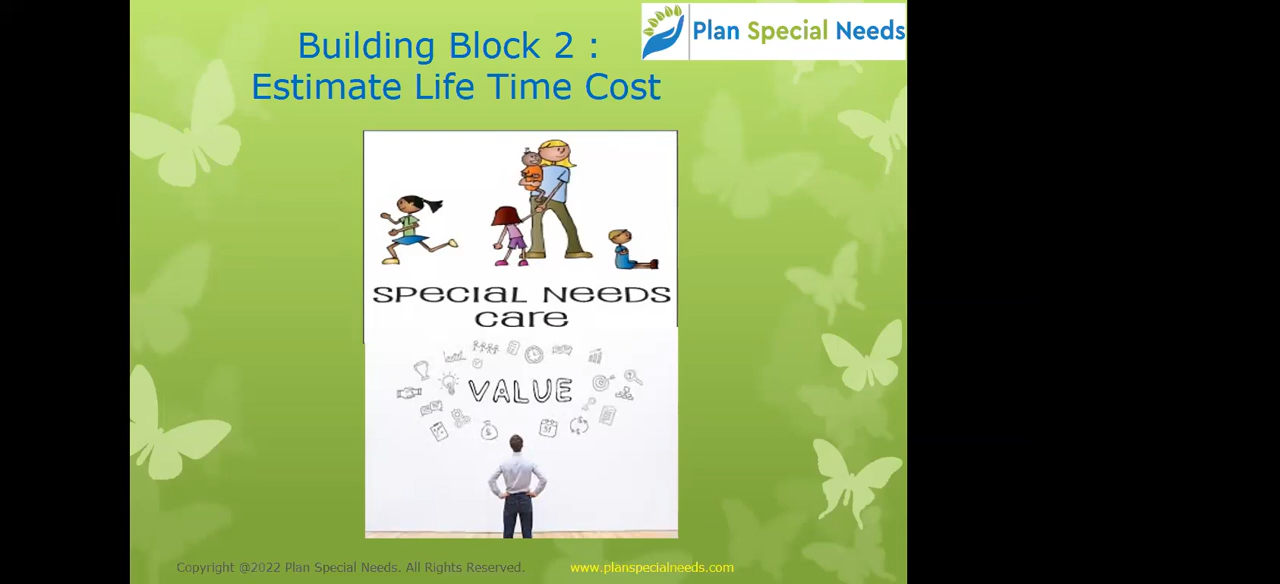 Plan Special Needs
Building Block 2 :
Estimate Life Time Cost
SPECIAL NEEDS
care
VALUE
Copyright @2022 Plan Special Needs. All Rights Reserved.
www.planspecialneeds.com